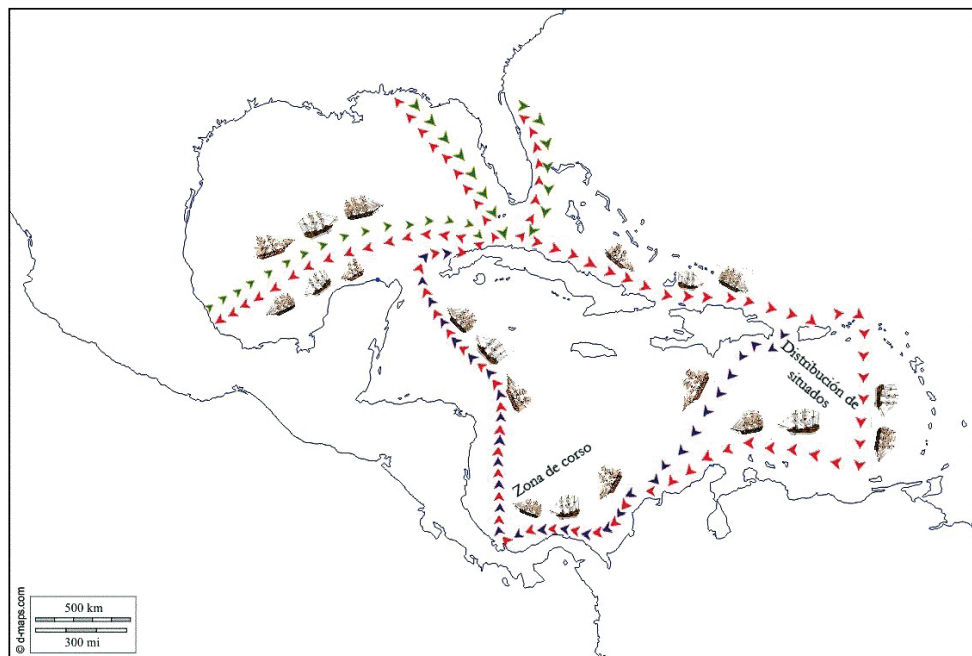 Distribución de
situados
Zona de corso
500 km
300 mi
© d-maps.com